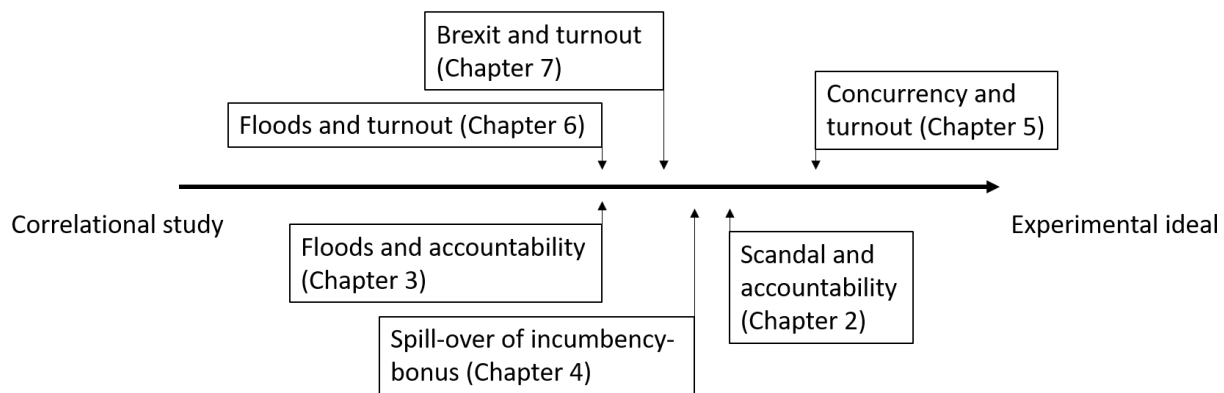 Brexit and turnout
(Chapter 7)
Floods and turnout (Chapter 6)
Concurrency and
turnout (Chapter 5)
Correlational study
Experimental ideal
Floods and accountability
(Chapter 3)
Scandal and
accountability
(Chapter 2)
Spill-over of incumbency-
bonus (Chapter 4)